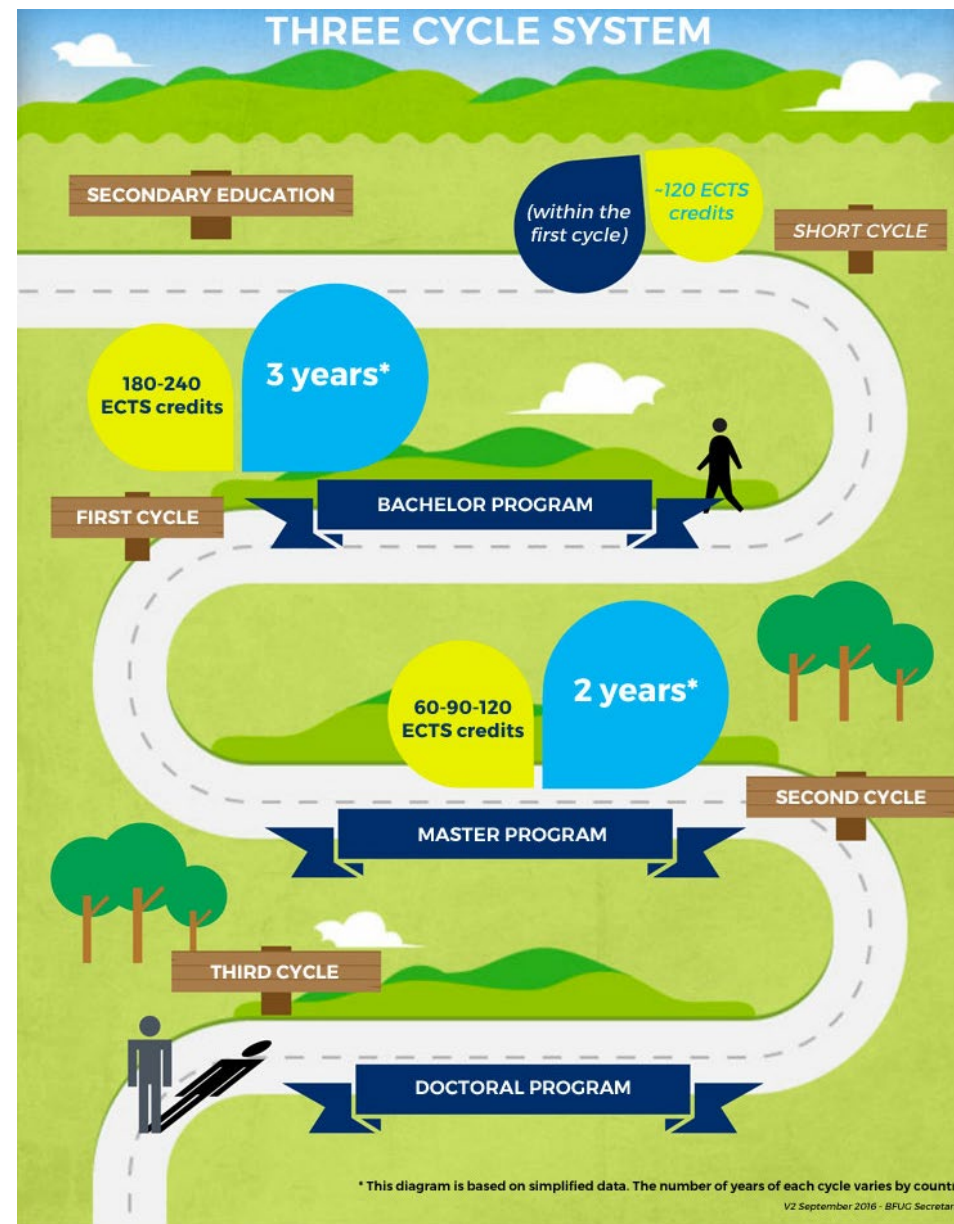 THREE CYCLE SYSTEM
SECONDARY EDUCATION
(within the
first cycle)
~120 ECTS
credits
SHORT CYCLE
180-240
ECTS credits
3 years*
BACHELOR PROGRAM
FIRST CYCLE
60-90-120
ECTS credits
2 years*
SECOND CYCLE
MASTER PROGRAM
THIRD CYCLE
DOCTORAL PROGRAM
* This diagram is based on simplified data. The number of years of each cycle varies by countr
V2 September 2016 - BFUG Secretar